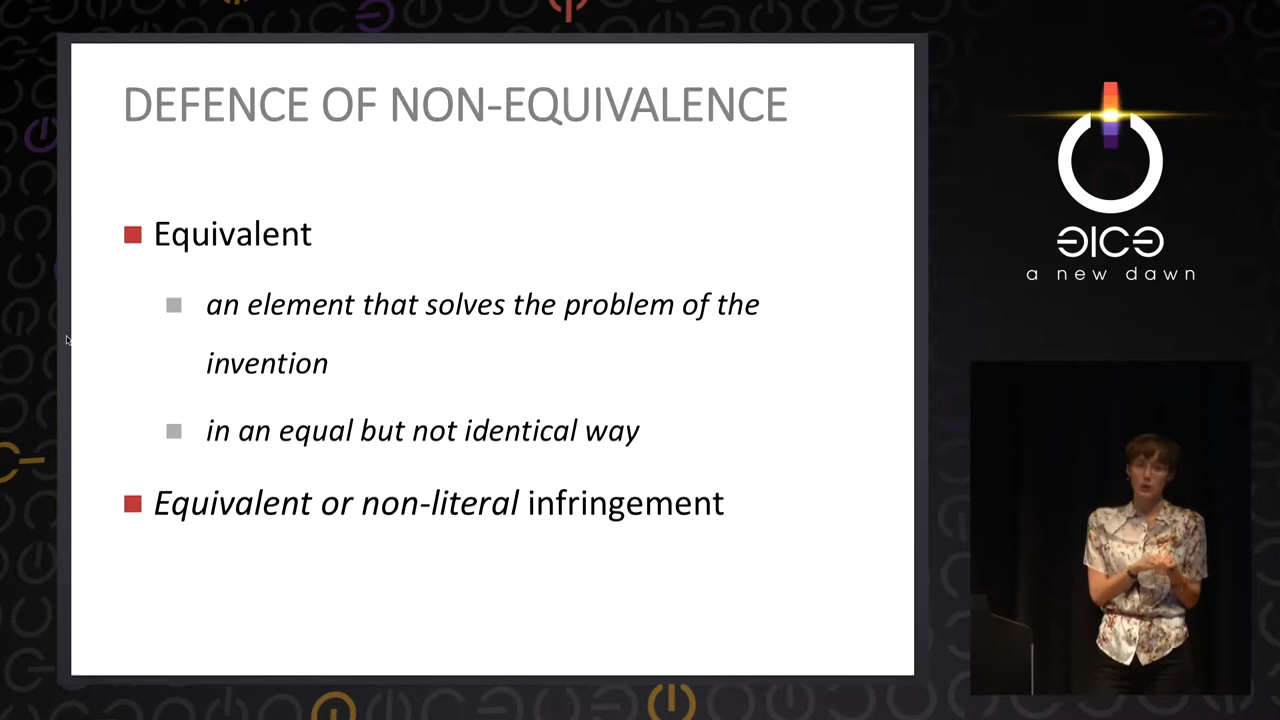 DEFENCE OF NON-EQUIVALENCE
Equivalent
an element that solves the problem of the
invention
in an equal but not identical way
Equivalent or non-literal infringement
ƎICƎ
a new dawn